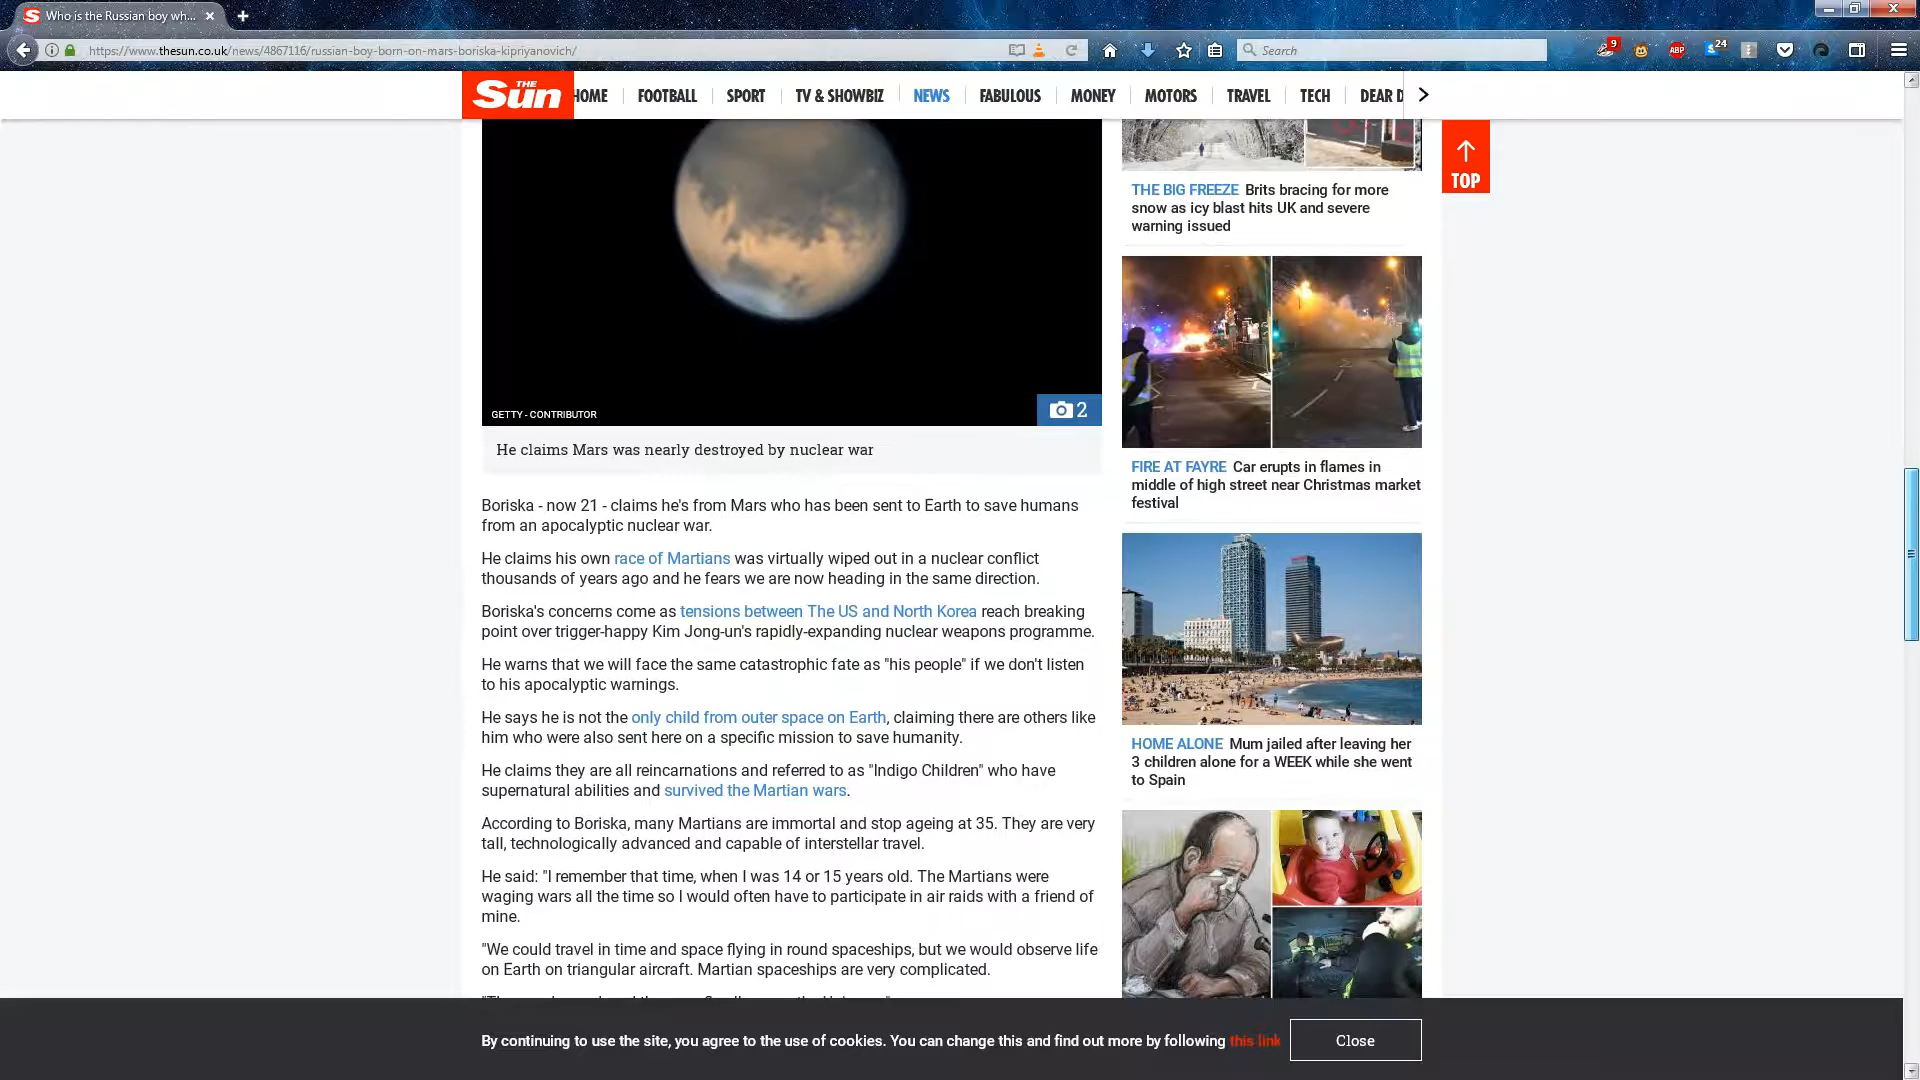 Who is the Russian boy wh...
https://www.thesun.co.uk/news/4867116/russian-boy-born-on-mars-boriska-kipriyanovich/
Search
9
ABP
24
THE Sun
HOME
FOOTBALL
SPORT
TV & SHOWBIZ
NEWS
FABULOUS
MONEY
MOTORS
TRAVEL
TECH
DEAR D
TOP
GETTY - CONTRIBUTOR
2
He claims Mars was nearly destroyed by nuclear war
Boriska - now 21 - claims he's from Mars who has been sent to Earth to save humans
from an apocalyptic nuclear war.
He claims his own race of Martians was virtually wiped out in a nuclear conflict
thousands of years ago and he fears we are now heading in the same direction.
Boriska's concerns come as tensions between The US and North Korea reach breaking
point over trigger-happy Kim Jong-un's rapidly-expanding nuclear weapons programme.
He warns that we will face the same catastrophic fate as "his people" if we don't listen
to his apocalyptic warnings.
He says he is not the only child from outer space on Earth, claiming there are others like
him who were also sent here on a specific mission to save humanity.
He claims they are all reincarnations and referred to as "Indigo Children" who have
supernatural abilities and survived the Martian wars.
According to Boriska, many Martians are immortal and stop ageing at 35. They are very
tall, technologically advanced and capable of interstellar travel.
He said: "I remember that time, when I was 14 or 15 years old. The Martians were
waging wars all the time so I would often have to participate in air raids with a friend of
mine.
"We could travel in time and space flying in round spaceships, but we would observe life
on Earth on triangular aircraft. Martian spaceships are very complicated.
THE BIG FREEZE Brits bracing for more
snow as icy blast hits UK and severe
warning issued
FIRE AT FAYRE Car erupts in flames in
middle of high street near Christmas market
festival
HOME ALONE Mum jailed after leaving her
3 children alone for a WEEK while she went
to Spain
By continuing to use the site, you agree to the use of cookies. You can change this and find out more by following this link
Close